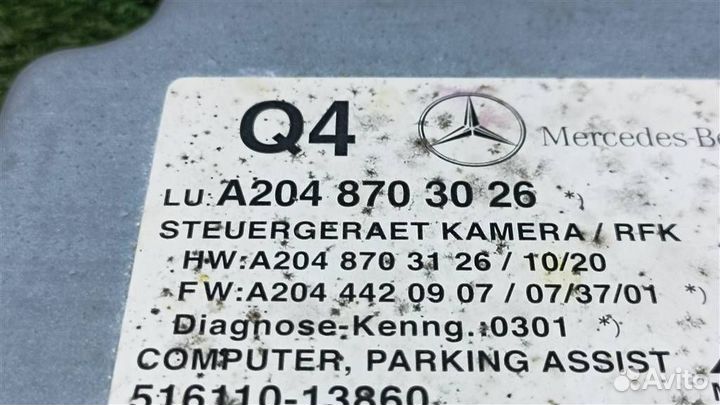 Q4
Mercedes-Be
LU: A204 870 30 26 *)
STEUERGERAET KAMERA / RFK
HW:A204 870 31 26 / 10/20
FW:A204 442 09 07 / 07/37/01 *)
Diagnose-Kenng.:0301 *)
COMPUTER, PARKING ASSIST
516110-13860
Avito